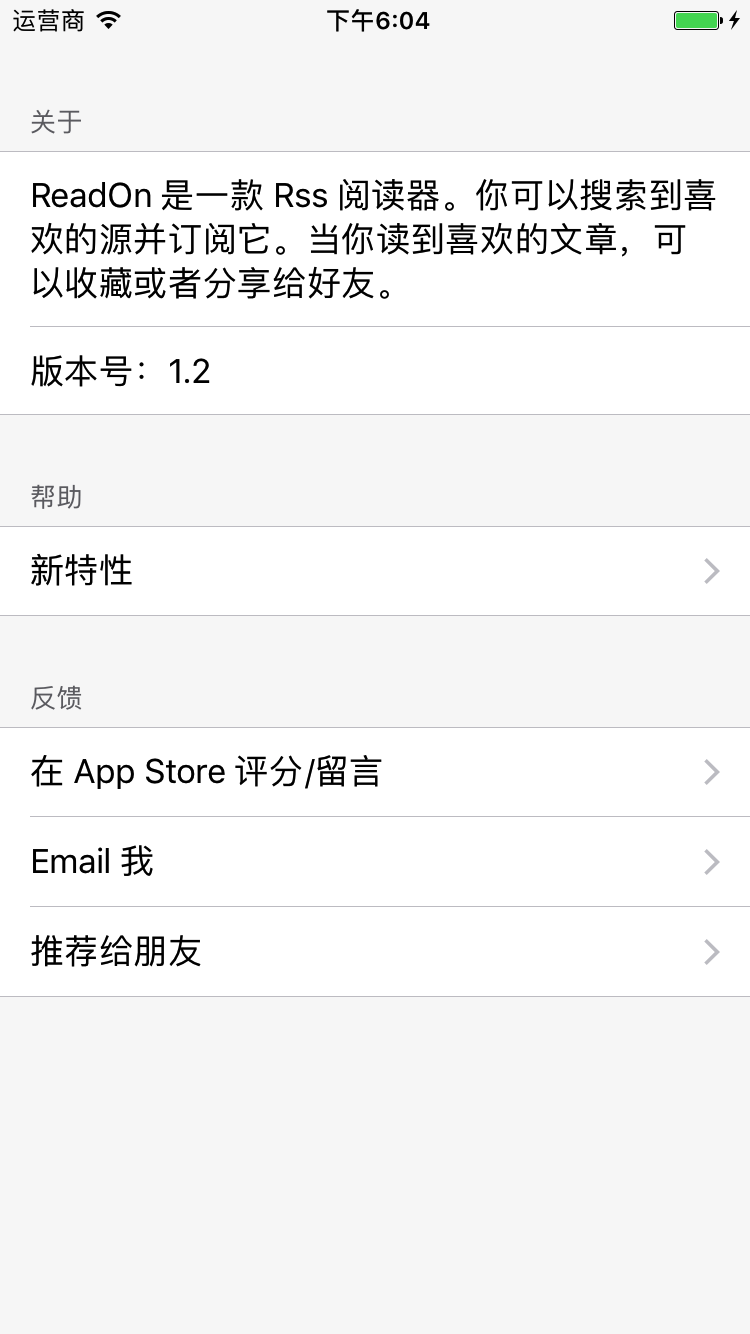 运营商
下午6:04
关于
ReadOn 是一款 Rss 阅读器。你可以搜索到喜
欢的源并订阅它。当你读到喜欢的文章，可
以收藏或者分享给好友。
版本号：1.2
帮助
新特性
反馈
在 App Store 评分/留言
Email 我
推荐给朋友